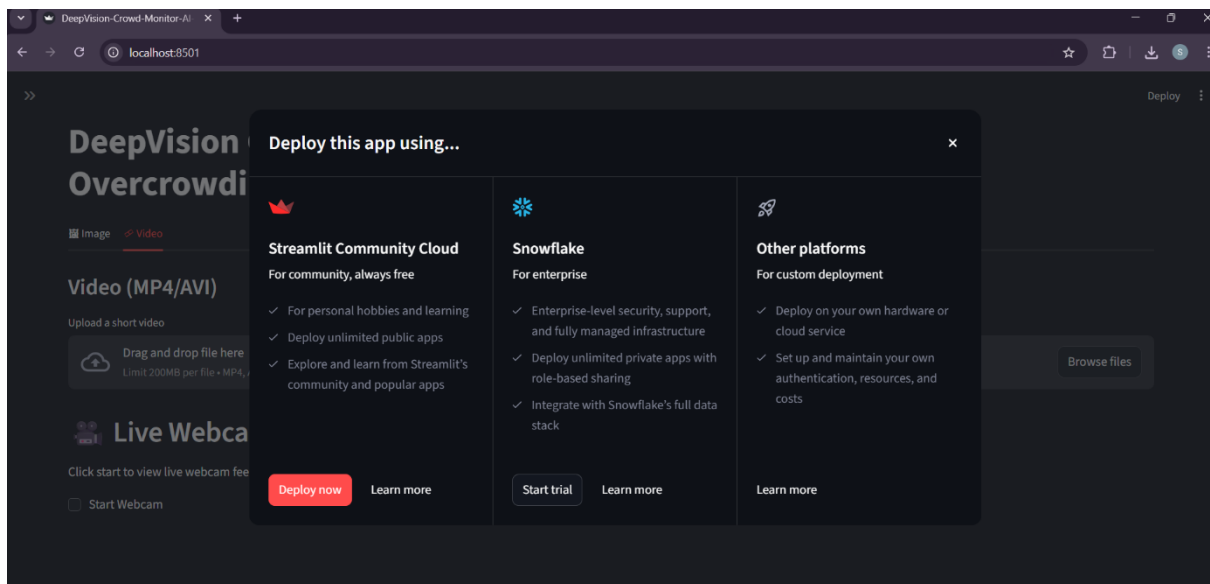 DeepVision-Crowd-Monitor-AI-
localhost:8501
S
Deploy
DeepVision
Overcrowdi
Image
Video
Video (MP4/AVI)
Upload a short video
Drag and drop file here
Limit 200MB per file • MP4,
Browse files
Live Webca
Click start to view live webcam fee
Start Webcam
Deploy this app using...
Streamlit Community Cloud
For community, always free
For personal hobbies and learning
Deploy unlimited public apps
Explore and learn from Streamlit's
community and popular apps
Deploy now
Learn more
Snowflake
For enterprise
Enterprise-level security, support,
and fully managed infrastructure
Deploy unlimited private apps with
role-based sharing
Integrate with Snowflake's full data
stack
Start trial
Learn more
Other platforms
For custom deployment
Deploy on your own hardware or
cloud service
Set up and maintain your own
authentication, resources, and
costs
Learn more